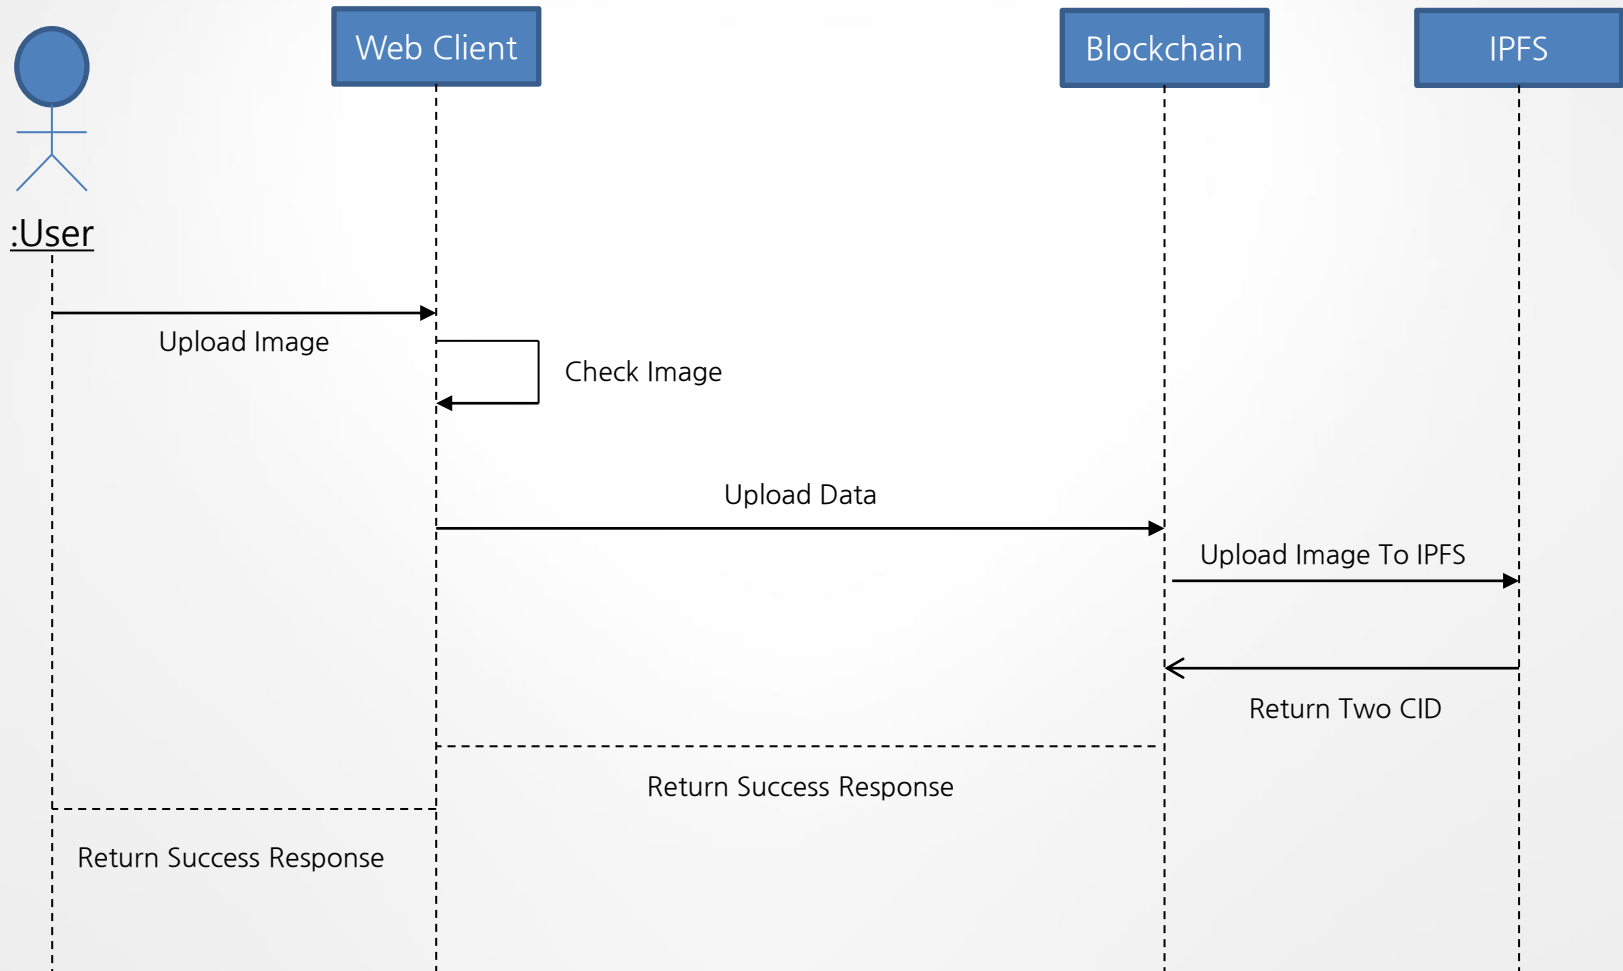 Web Client
Blockchain
IPFS
:User
Upload Image
Check Image
Upload Data
Upload Image To IPFS
Return Two CID
Return Success Response
Return Success Response